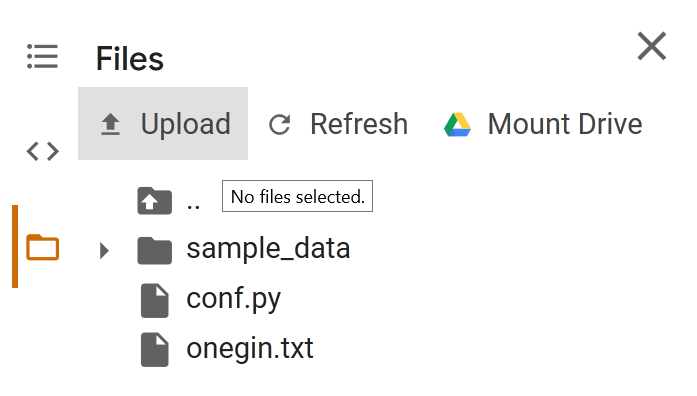 Files
Upload Refresh Mount Drive
..
No files selected.
sample_data
conf.py
onegin.txt